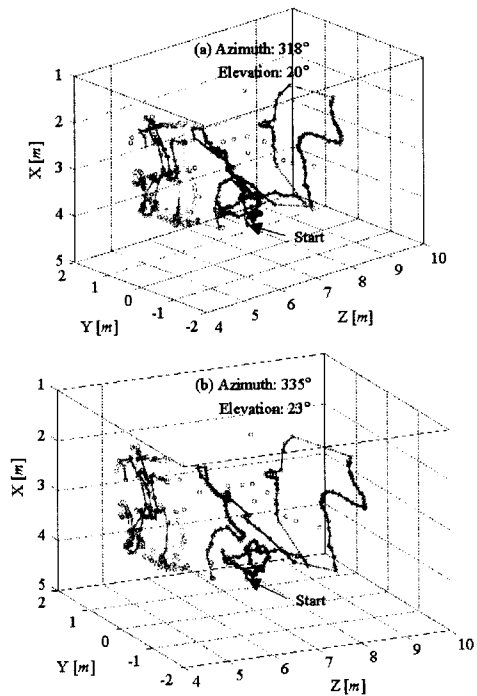 (a) Azimuth: 318°
Elevation: 20°
1
2
3
4
5
X [m]
2
1
0
-1
-2
Y [m]
4
5
6
7
8
9
10
Z [m]
Start
(b) Azimuth: 335°
Elevation: 23°
1
2
3
4
5
X [m]
2
1
0
-1
-2
Y [m]
4
5
6
7
8
9
10
Z [m]
Start